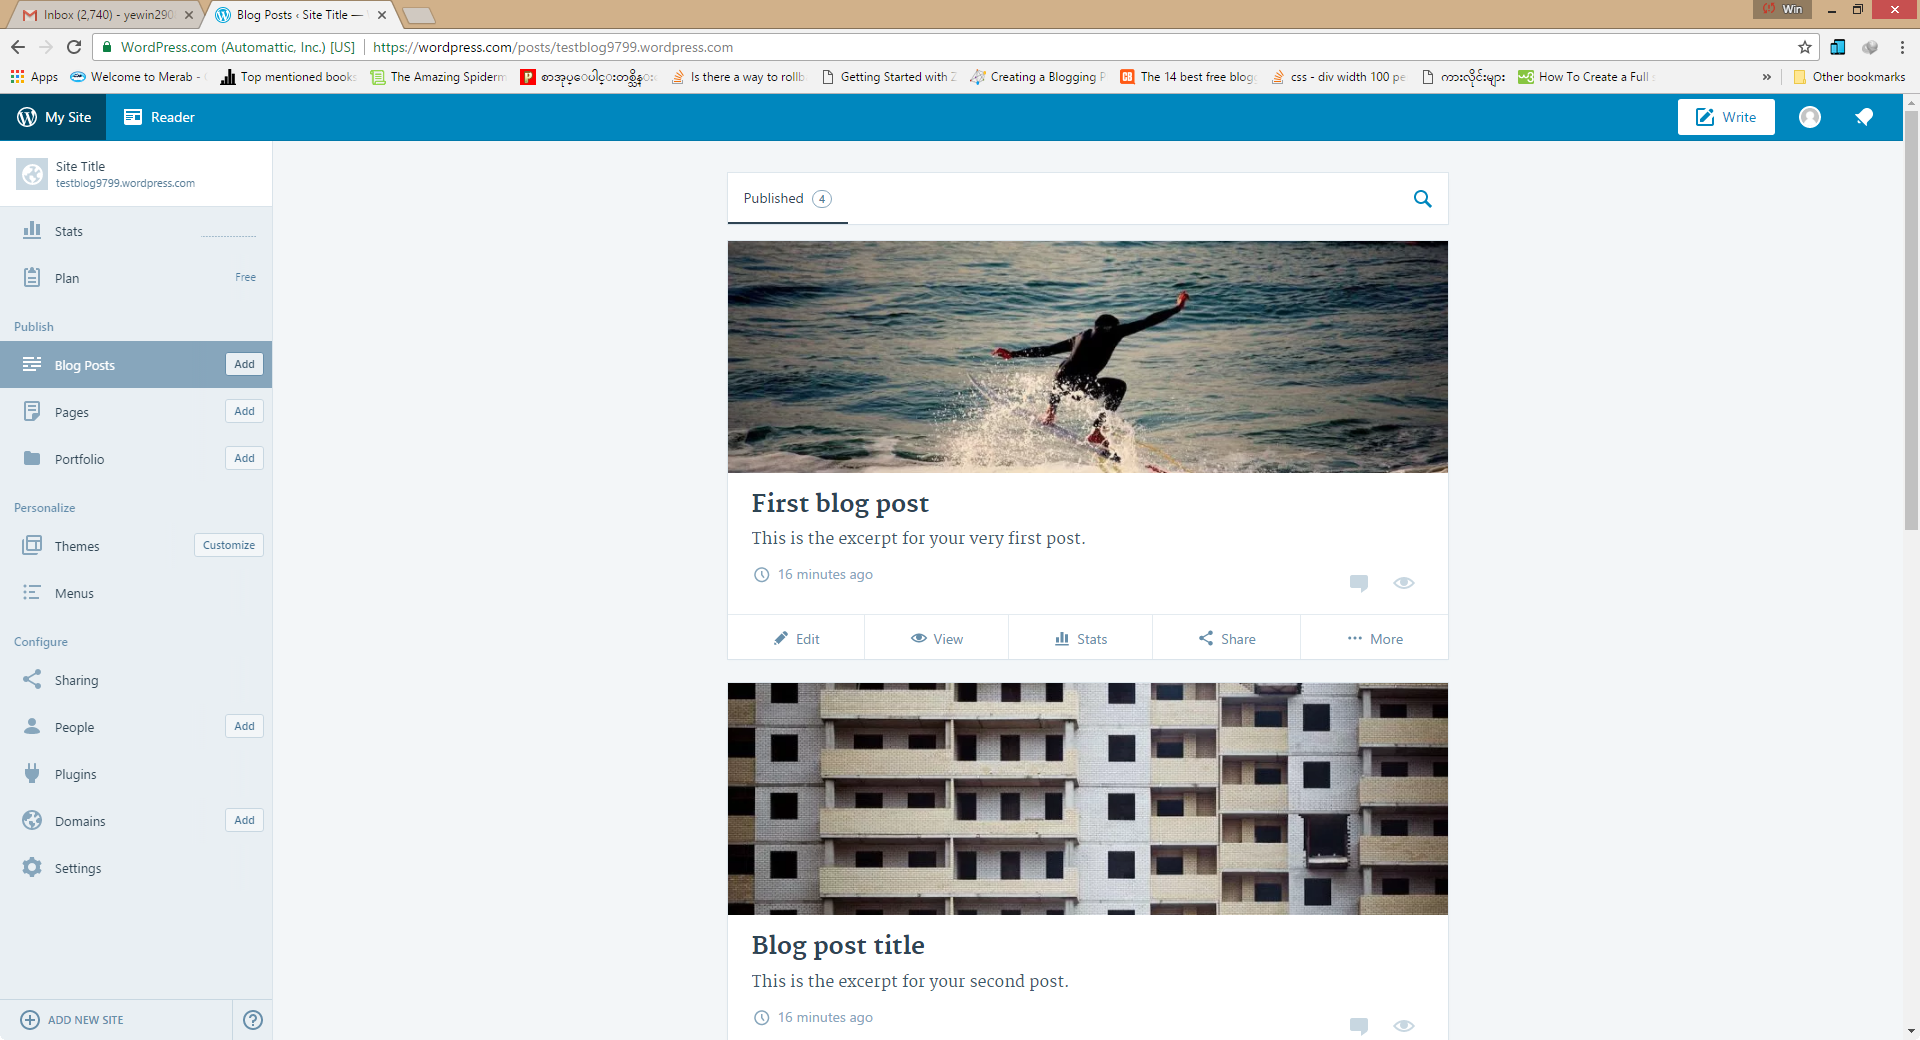 Inbox (2,740) - yewin290
Blog Posts ‹ Site Title —
Win
WordPress.com (Automattic, Inc.) [US]
https://wordpress.com/posts/testblog9799.wordpress.com
Apps
Welcome to Merab -
Top mentioned books
The Amazing Spiderm
Is there a way to rollb
Getting Started with Z
Creating a Blogging P
The 14 best free blog
css - div width 100 pe
ကားလိုင်းများ
How To Create a Full s
»
Other bookmarks
My Site
Reader
Write
Site Title
testblog9799.wordpress.com
Stats
Plan
Free
Publish
Blog Posts
Add
Pages
Add
Portfolio
Add
Personalize
Themes
Customize
Menus
Configure
Sharing
People
Add
Plugins
Domains
Add
Settings
ADD NEW SITE
Published 4
First blog post
This is the excerpt for your very first post.
16 minutes ago
Edit
View
Stats
Share
More
Blog post title
This is the excerpt for your second post.
16 minutes ago